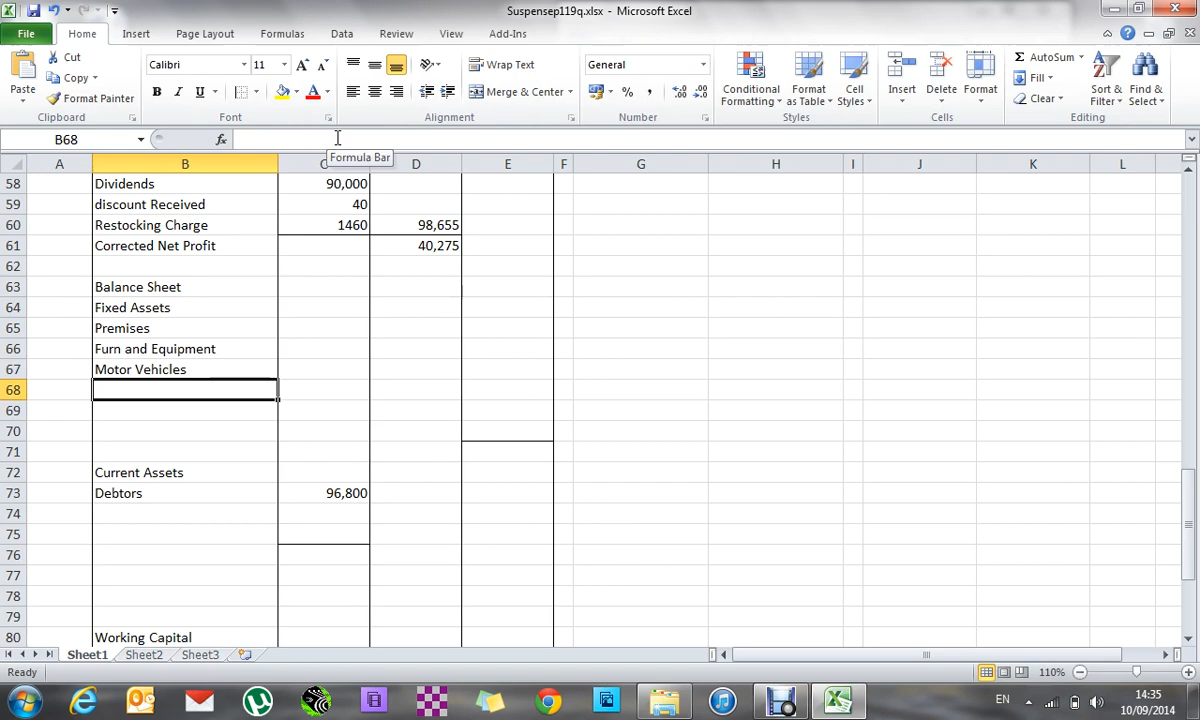 Suspensep119q.xlsx - Microsoft Excel
File Home Insert Page Layout Formulas Data Review View Add-Ins
Cut Calibri 11 Wrap Text General AutoSum
Copy Fill
Paste Format Painter Merge & Center Conditional Formatting Format as Table Cell Styles Insert Delete Format Clear Sort & Filter Find & Select
Clipboard Font Alignment Number Styles Cells Editing
B68 fx
Formula Bar
A B C D E F G H I J K L
58 Dividends 90,000
59 discount Received 40
60 Restocking Charge 1460 98,655
61 Corrected Net Profit 40,275
62
63 Balance Sheet
64 Fixed Assets
65 Premises
66 Furn and Equipment
67 Motor Vehicles
68
69
70
71
72 Current Assets
73 Debtors 96,800
74
75
76
77
78
79
80 Working Capital
Sheet1 Sheet2 Sheet3
Ready 110%
EN 14:35
10/09/2014